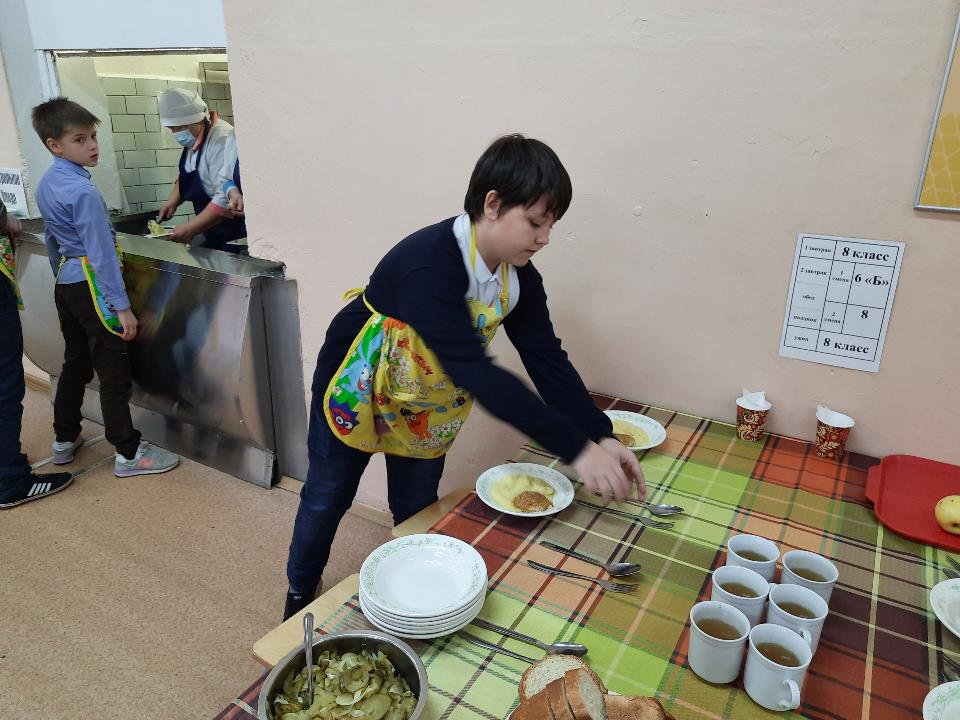 1 завтрак 8 класс
2 завтрак 1 смена 6 «Б»
обед
полдник 2 смена 8
ужин 8 класс